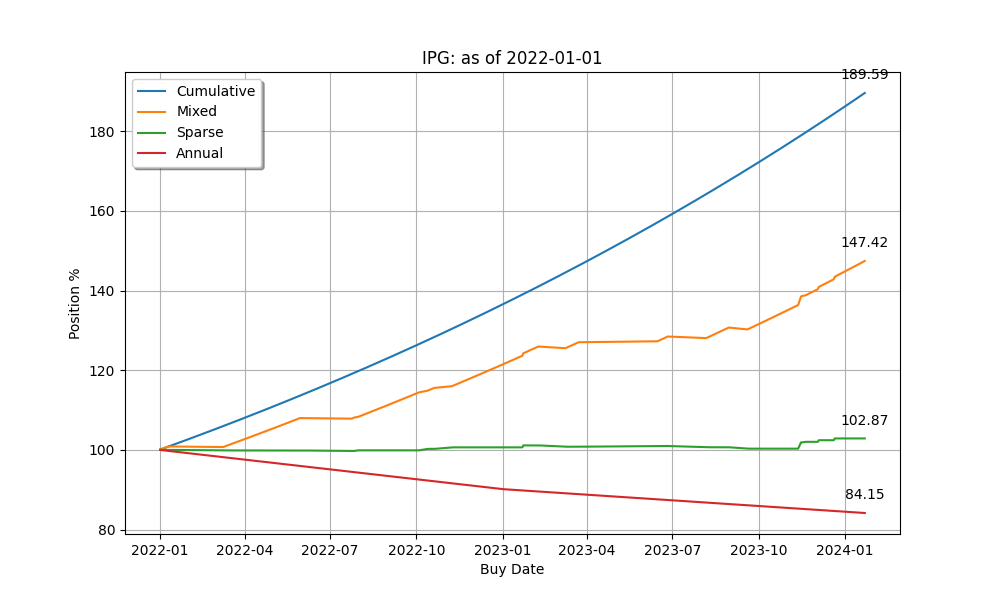 IPG: as of 2022-01-01
189.59
Cumulative
Mixed
Sparse
Annual
147.42
102.87
84.15
180
160
140
120
100
80
Position %
2022-01 2022-04 2022-07 2022-10 2023-01 2023-04 2023-07 2023-10 2024-01
Buy Date